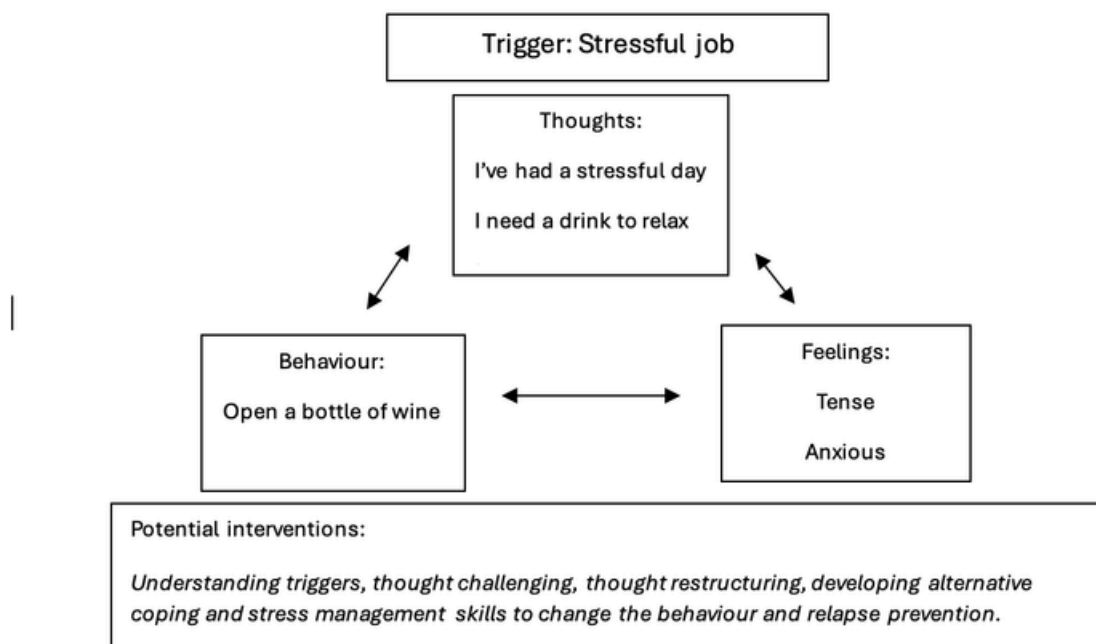 Trigger: Stressful job
Thoughts:
I've had a stressful day
I need a drink to relax
Behaviour:
Open a bottle of wine
Feelings:
Tense
Anxious
Potential interventions:
Understanding triggers, thought challenging, thought restructuring, developing alternative
coping and stress management skills to change the behaviour and relapse prevention.